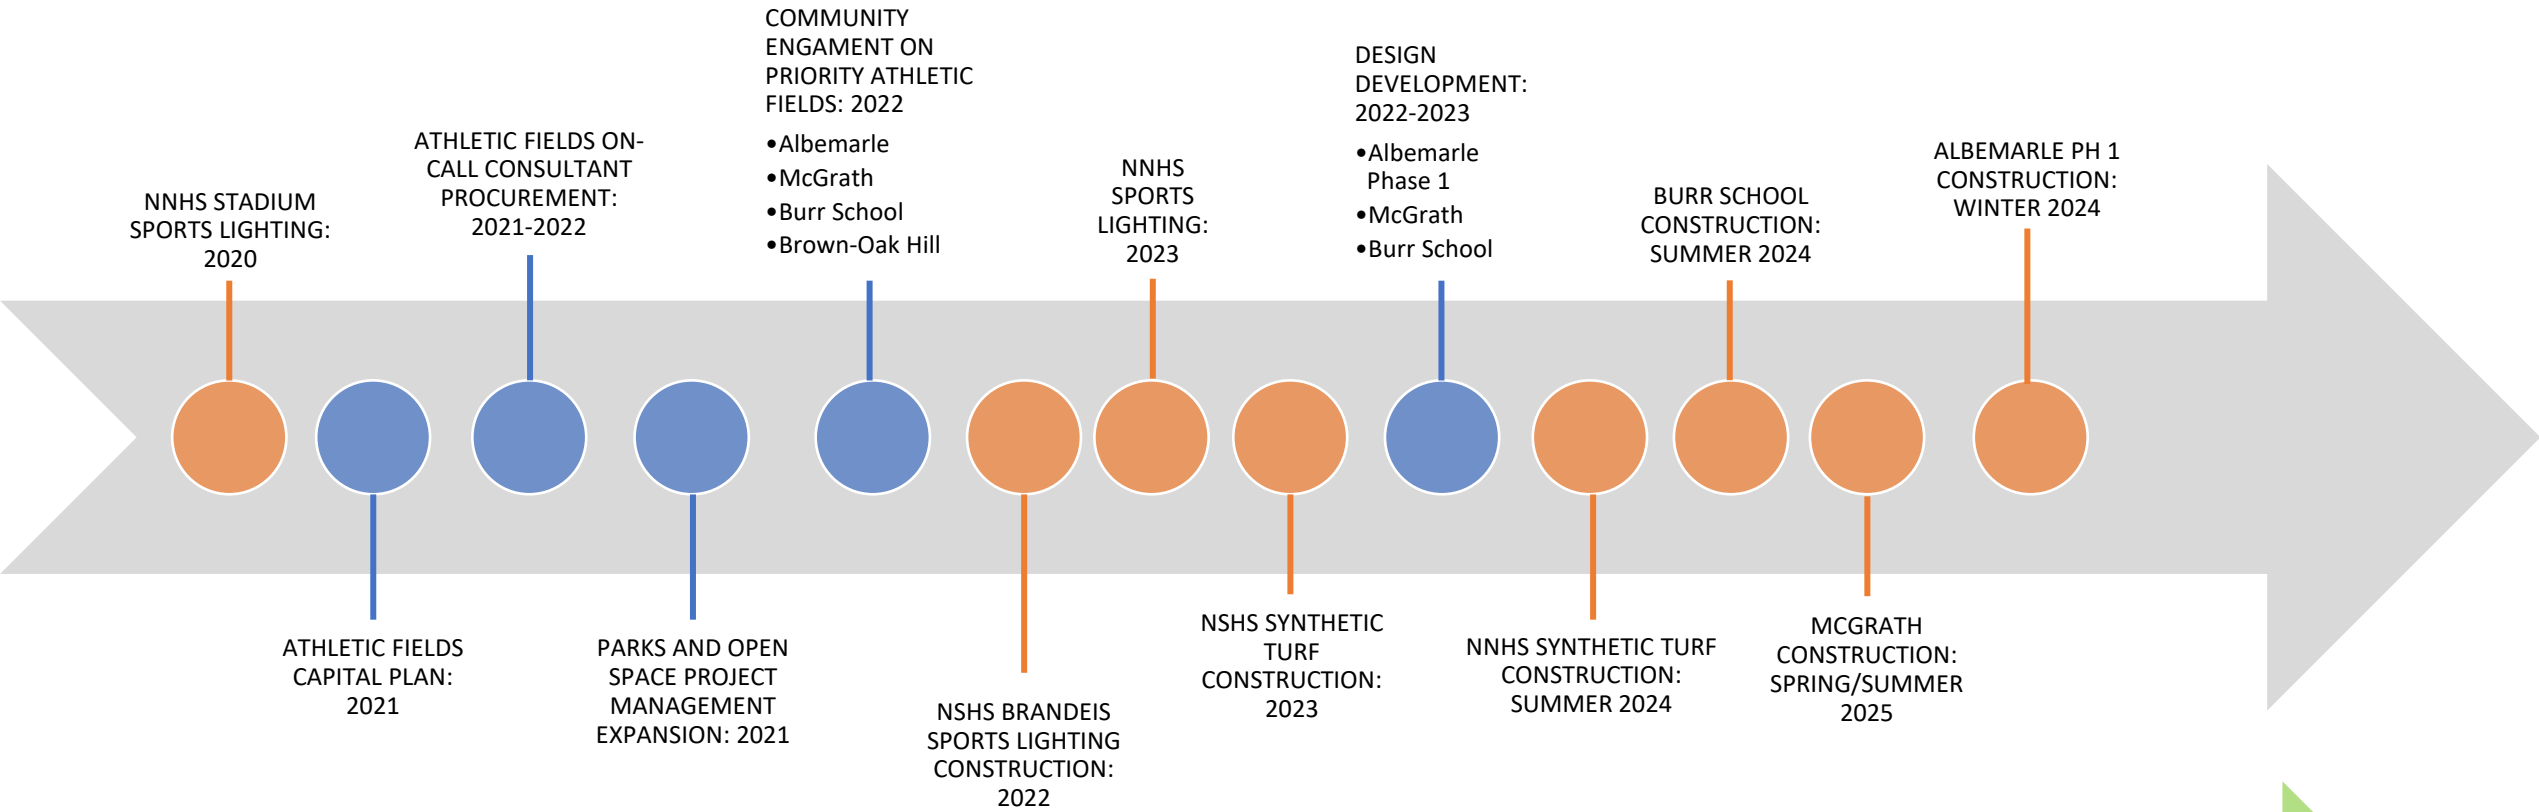 NNHS STADIUM
SPORTS LIGHTING:
2020
ATHLETIC FIELDS
CAPITAL PLAN:
2021
ATHLETIC FIELDS ON-
CALL CONSULTANT
PROCUREMENT:
2021-2022
PARKS AND OPEN
SPACE PROJECT
MANAGEMENT
EXPANSION: 2021
COMMUNITY
ENGAMENT ON
PRIORITY ATHLETIC
FIELDS: 2022
•Albemarle
•McGrath
•Burr School
•Brown-Oak Hill
NSHS BRANDEIS
SPORTS LIGHTING
CONSTRUCTION:
2022
NNHS
SPORTS
LIGHTING:
2023
NSHS SYNTHETIC
TURF
CONSTRUCTION:
2023
DESIGN
DEVELOPMENT:
2022-2023
•Albemarle
Phase 1
•McGrath
•Burr School
NNHS SYNTHETIC TURF
CONSTRUCTION:
SUMMER 2024
BURR SCHOOL
CONSTRUCTION:
SUMMER 2024
MCGRATH
CONSTRUCTION:
SPRING/SUMMER
2025
ALBEMARLE PH 1
CONSTRUCTION:
WINTER 2024